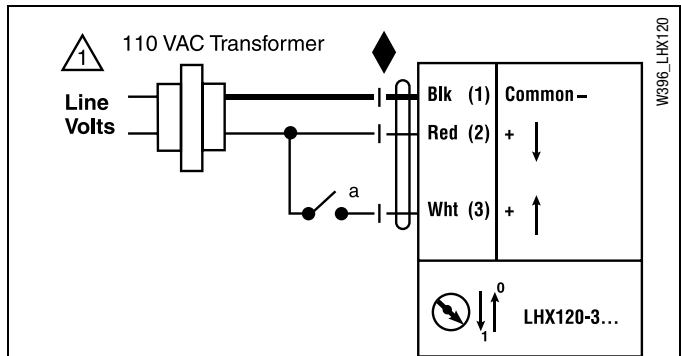 1 110 VAC Transformer
Line
Volts
a
Blk (1) Common –
Red (2) +
Wht (3) +
0
1
LHX120-3...
W396_LHX120